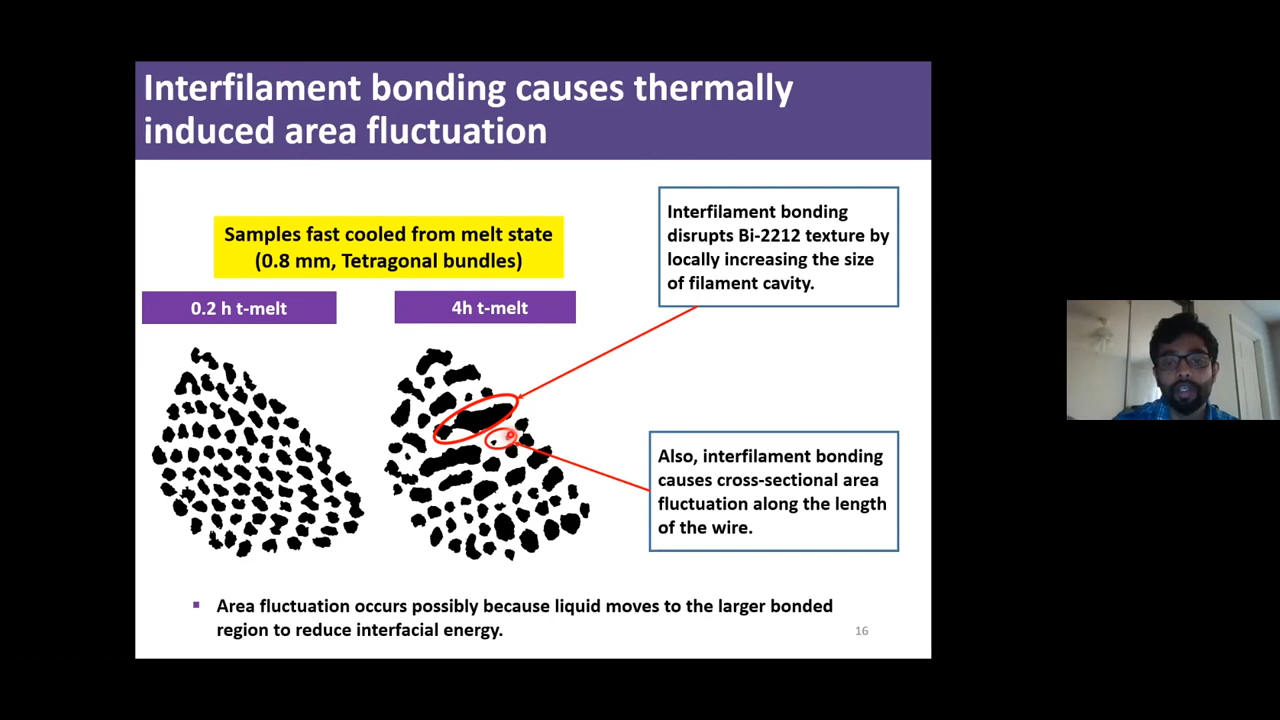 Interfilament bonding causes thermally
induced area fluctuation
Samples fast cooled from melt state
(0.8 mm, Tetragonal bundles)
0.2 h t-melt
4h t-melt
Interfilament bonding
disrupts Bi-2212 texture by
locally increasing the size
of filament cavity.
Also, interfilament bonding
causes cross-sectional area
fluctuation along the length
of the wire.
▪ Area fluctuation occurs possibly because liquid moves to the larger bonded
region to reduce interfacial energy.
16